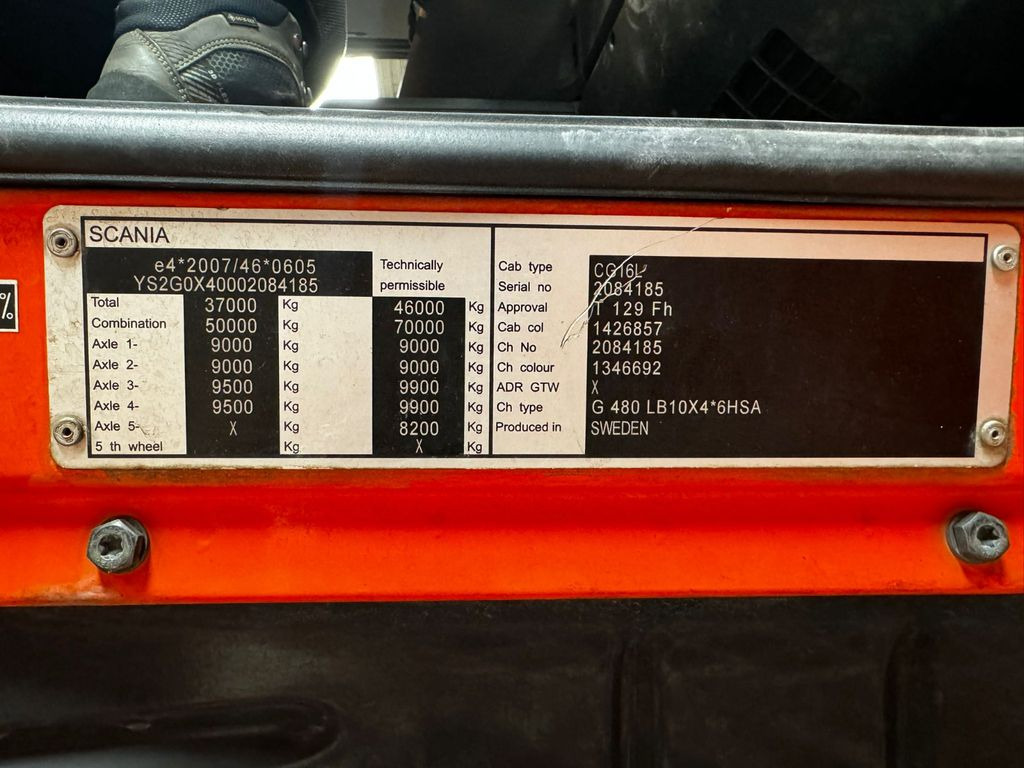 SCANIA
e4*2007/46*0605
YS2G0X40002084185
Technically
permissible
Total 37000 Kg 46000 Kg
Combination 50000 Kg 70000 Kg
Axle 1- 9000 Kg 9000 Kg
Axle 2- 9000 Kg 9000 Kg
Axle 3- 9500 Kg 9900 Kg
Axle 4- 9500 Kg 9900 Kg
Axle 5- X Kg 8200 Kg
5 th wheel Kg X Kg
Cab type CG16L
Serial no 2084185
Approval T 129 Fh
Cab col 1426857
Ch No 2084185
Ch colour 1346692
ADR GTW X
Ch type G 480 LB10X4*6HSA
Produced in SWEDEN
%